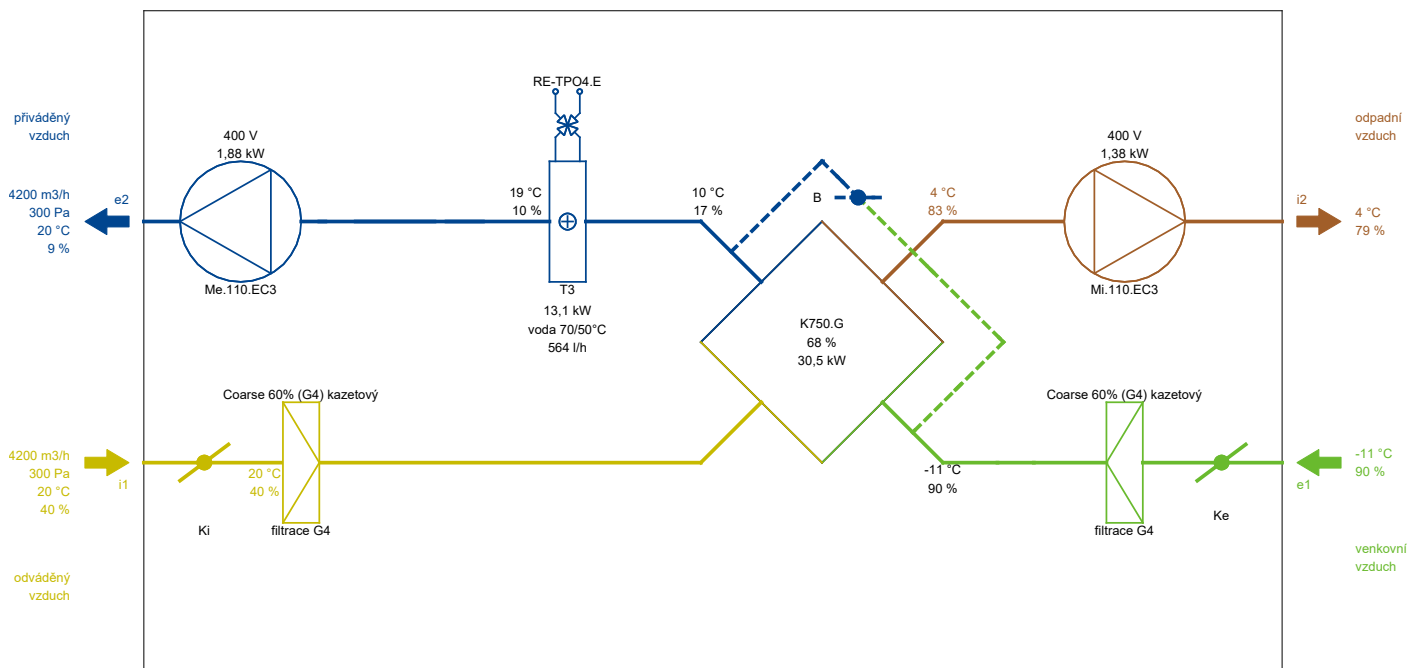 RE-TPO4.E
přiváděný
vzduch
odpadní
vzduch
400 V
1,88 kW
400 V
1,38 kW
4200 m3/h
300 Pa
20 °C
9 %
e2
19 °C
10 %
10 °C
17 %
B
4 °C
83 %
i2
4 °C
79 %
Me.110.EC3
T3
13,1 kW
voda 70/50°C
564 l/h
Mi.110.EC3
K750.G
68 %
30,5 kW
Coarse 60% (G4) kazetový
Coarse 60% (G4) kazetový
4200 m3/h
300 Pa
20 °C
40 %
i1
20 °C
40 %
-11 °C
90 %
-11 °C
90 %
e1
Ki
filtrace G4
filtrace G4
Ke
odváděný
vzduch
venkovní
vzduch